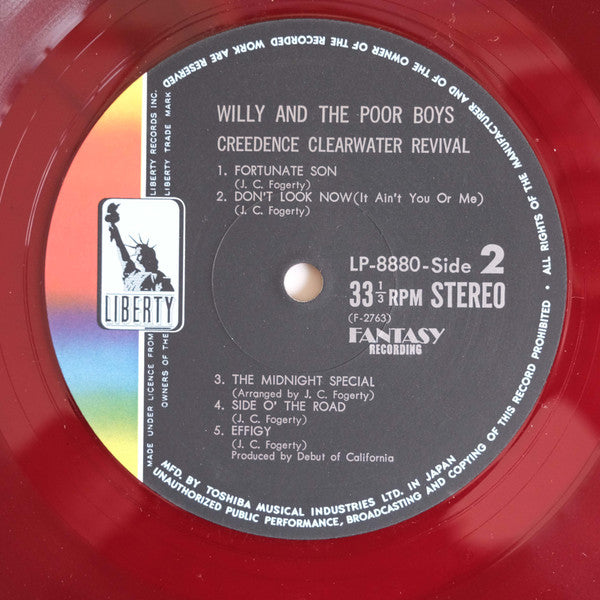 WILLY AND THE POOR BOYS
CREEDENCE CLEARWATER REVIVAL
1. FORTUNATE SON
(J. C. Fogerty)
2. DON'T LOOK NOW (It Ain't You Or Me)
(J. C. Fogerty)
LP-8880-Side 2
33 1/3 RPM STEREO
(F-2763)
FANTASY
RECORDING
3. THE MIDNIGHT SPECIAL
(Arranged by J. C. Fogerty)
4. SIDE O' THE ROAD
(J. C. Fogerty)
5. EFFIGY
(J. C. Fogerty)
Produced by Debut of California
LIBERTY
MADE UNDER LICENCE FROM LIBERTY RECORDS INC.
OWNERS OF THE LIBERTY TRADE MARK
MFD. BY TOSHIBA MUSICAL INDUSTRIES LTD. IN JAPAN
ALL RIGHTS OF THE MANUFACTURER AND OF THE OWNER OF THE RECORDED WORK ARE RESERVED
UNAUTHORIZED PUBLIC PERFORMANCE, BROADCASTING AND COPYING OF THIS RECORD PROHIBITED •